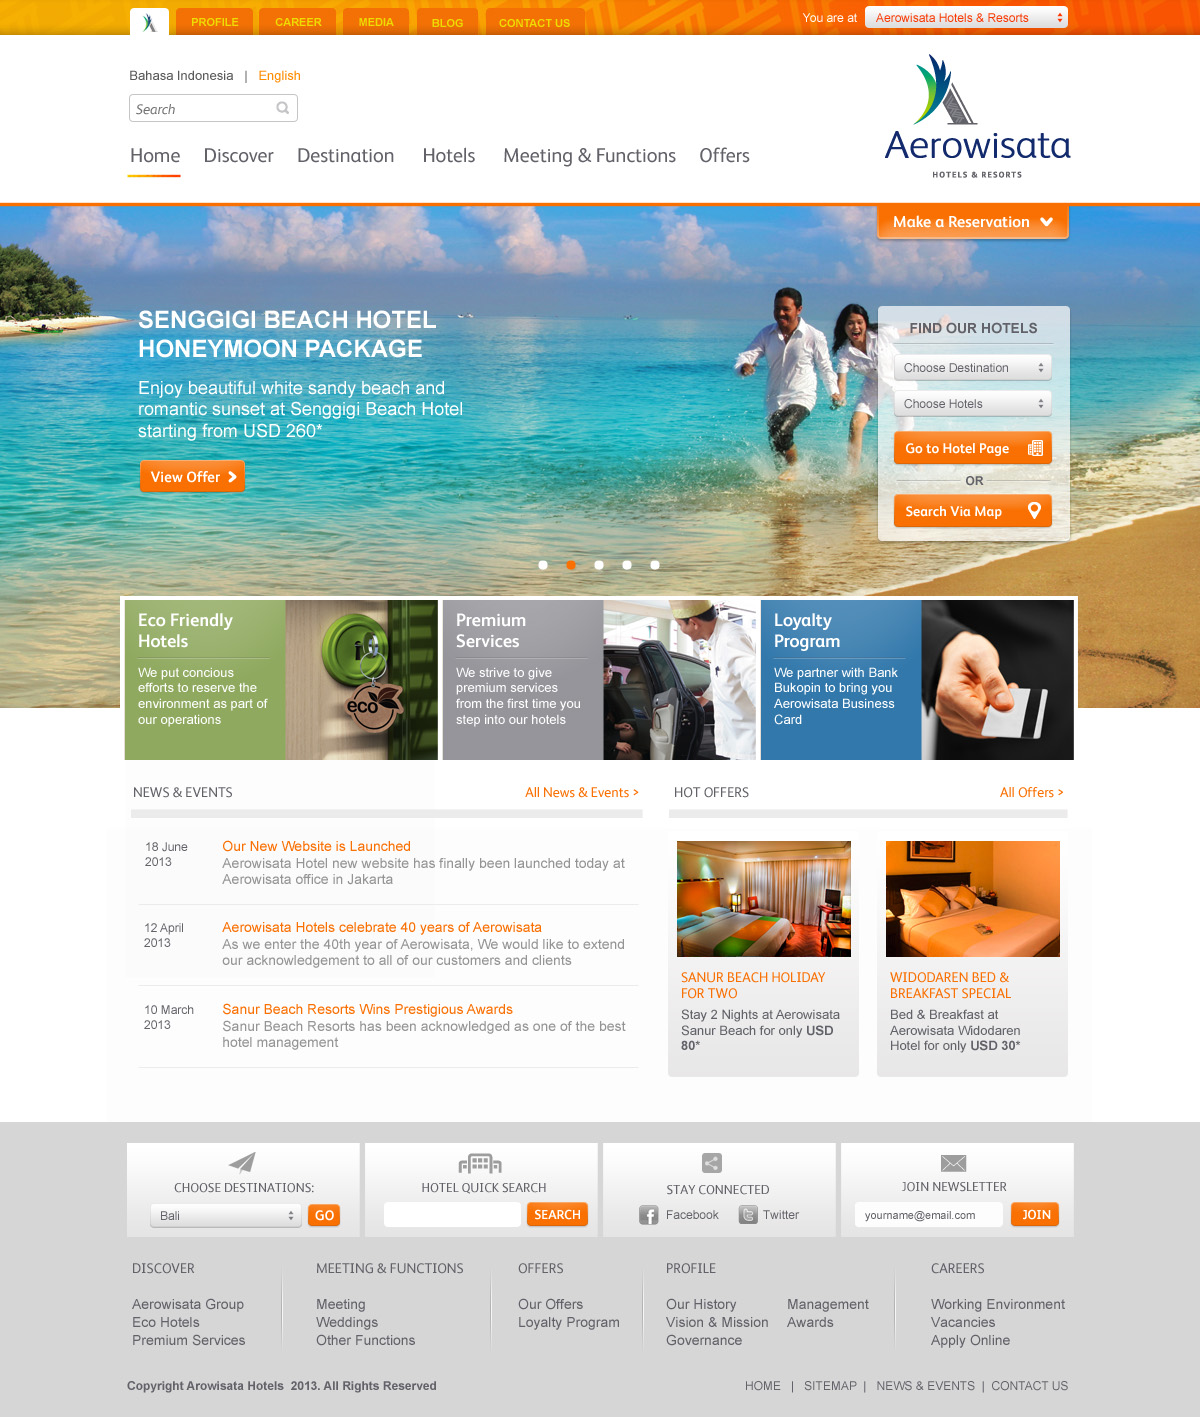 PROFILE CAREER MEDIA BLOG CONTACT US
You are at Aerowisata Hotels & Resorts
Bahasa Indonesia | English
Search
Home Discover Destination Hotels Meeting & Functions Offers
Aerowisata
HOTELS & RESORTS
Make a Reservation
SENGGIGI BEACH HOTEL
HONEYMOON PACKAGE
Enjoy beautiful white sandy beach and
romantic sunset at Senggigi Beach Hotel
starting from USD 260*
View Offer
FIND OUR HOTELS
Choose Destination
Choose Hotels
Go to Hotel Page
OR
Search Via Map
Eco Friendly
Hotels
We put concious
efforts to reserve the
environment as part of
our operations
eco
Premium
Services
We strive to give
premium services
from the first time you
step into our hotels
Loyalty
Program
We partner with Bank
Bukopin to bring you
Aerowisata Business
Card
NEWS & EVENTS All News & Events >
18 June
2013
Our New Website is Launched
Aerowisata Hotel new website has finally been launched today at
Aerowisata office in Jakarta
12 April
2013
Aerowisata Hotels celebrate 40 years of Aerowisata
As we enter the 40th year of Aerowisata, We would like to extend
our acknowledgement to all of our customers and clients
10 March
2013
Sanur Beach Resorts Wins Prestigious Awards
Sanur Beach Resorts has been acknowledged as one of the best
hotel management
HOT OFFERS All Offers >
SANUR BEACH HOLIDAY
FOR TWO
Stay 2 Nights at Aerowisata
Sanur Beach for only USD
80*
WIDODAREN BED &
BREAKFAST SPECIAL
Bed & Breakfast at
Aerowisata Widodaren
Hotel for only USD 30*
CHOOSE DESTINATIONS:
Bali GO
HOTEL QUICK SEARCH
SEARCH
STAY CONNECTED
Facebook Twitter
JOIN NEWSLETTER
yourname@email.com JOIN
DISCOVER
Aerowisata Group
Eco Hotels
Premium Services
MEETING & FUNCTIONS
Meeting
Weddings
Other Functions
OFFERS
Our Offers
Loyalty Program
PROFILE
Our History
Vision & Mission
Governance
Management
Awards
CAREERS
Working Environment
Vacancies
Apply Online
Copyright Arowisata Hotels 2013. All Rights Reserved
HOME | SITEMAP | NEWS & EVENTS | CONTACT US